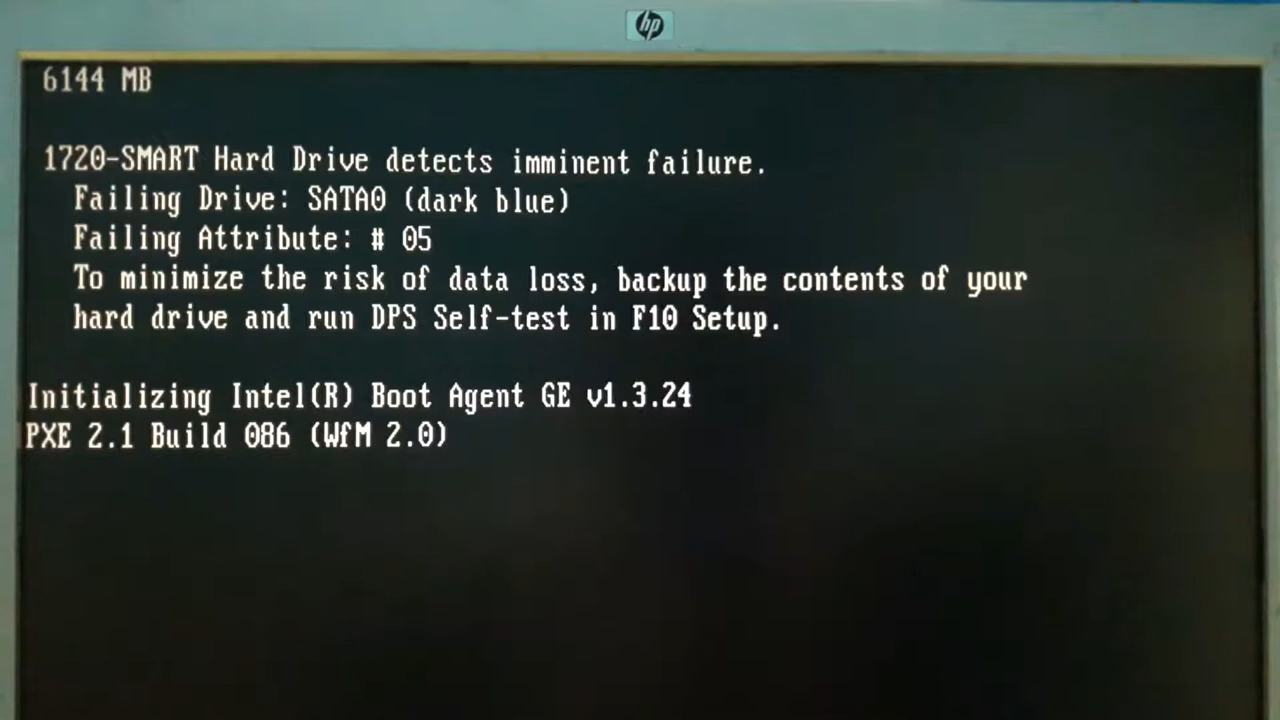 hp
6144 MB
1720-SMART Hard Drive detects imminent failure.
Failing Drive: SATA0 (dark blue)
Failing Attribute: # 05
To minimize the risk of data loss, backup the contents of your
hard drive and run DPS Self-test in F10 Setup.
Initializing Intel(R) Boot Agent GE v1.3.24
PXE 2.1 Build 086 (WfM 2.0)